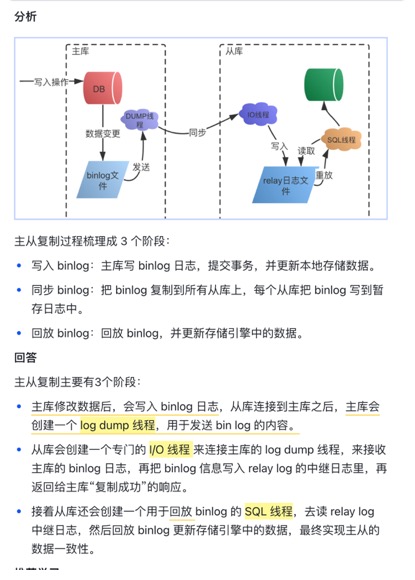 分析
主库
从库
写入操作
DB
DUMP线
程
IO线程
同步
数据变更
写入
读取
SQL线程
发送
重放
binlog文
件
relay日志文
件
主从复制过程梳理成 3 个阶段：
写入 binlog：主库写 binlog 日志，提交事务，并更新本地存储数据。
同步 binlog：把 binlog 复制到所有从库上，每个从库把 binlog 写到暂
存日志中。
回放 binlog：回放 binlog，并更新存储引擎中的数据。
回答
主从复制主要有3个阶段：
主库修改数据后，会写入 binlog 日志，从库连接到主库之后，主库会
创建一个 log dump 线程，用于发送 bin log 的内容。
从库会创建一个专门的 I/O 线程 来连接主库的 log dump 线程，来接收
主库的 binlog 日志，再把 binlog 信息写入 relay log 的中继日志里，再
返回给主库“复制成功”的响应。
接着从库还会创建一个用于回放 binlog 的 SQL 线程，去读 relay log
中继日志，然后回放 binlog 更新存储引擎中的数据，最终实现主从的
数据一致性。